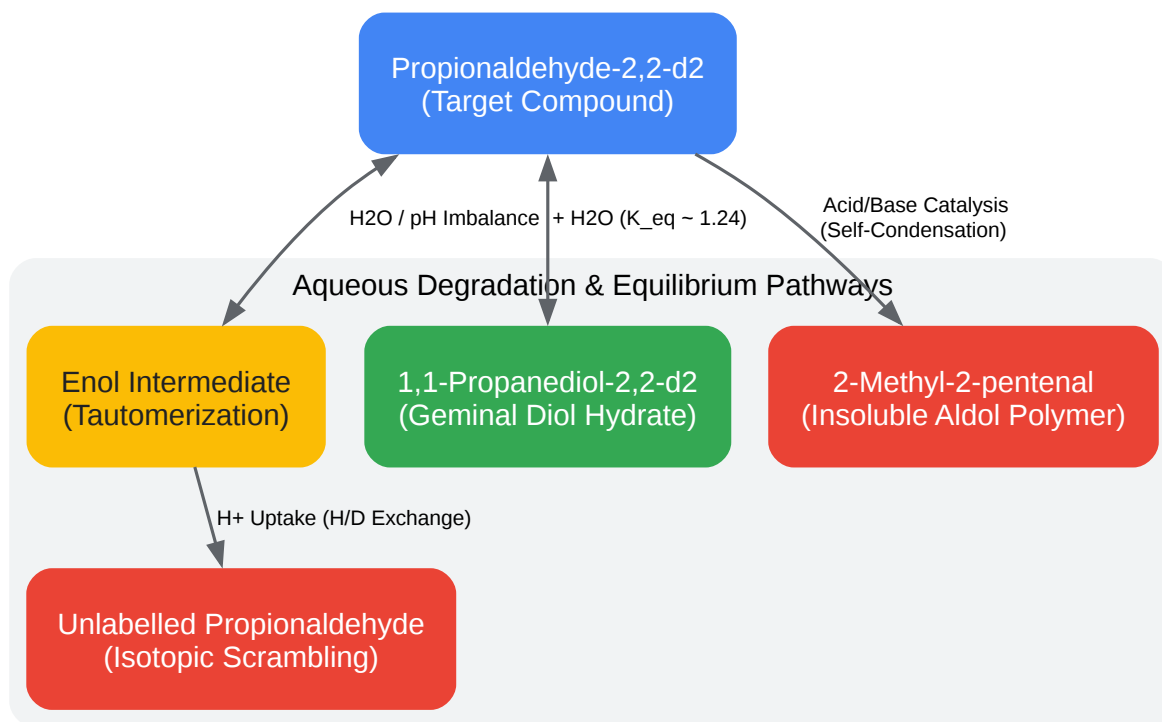 Propionaldehyde-2,2-d2
(Target Compound)
H2O / pH Imbalance
+ H2O (K_eq ~ 1.24)
Acid/Base Catalysis
(Self-Condensation)
Aqueous Degradation & Equilibrium Pathways
Enol Intermediate
(Tautomerization)
1,1-Propanediol-2,2-d2
(Geminal Diol Hydrate)
2-Methyl-2-pentenal
(Insoluble Aldol Polymer)
H+ Uptake (H/D Exchange)
Unlabelled Propionaldehyde
(Isotopic Scrambling)